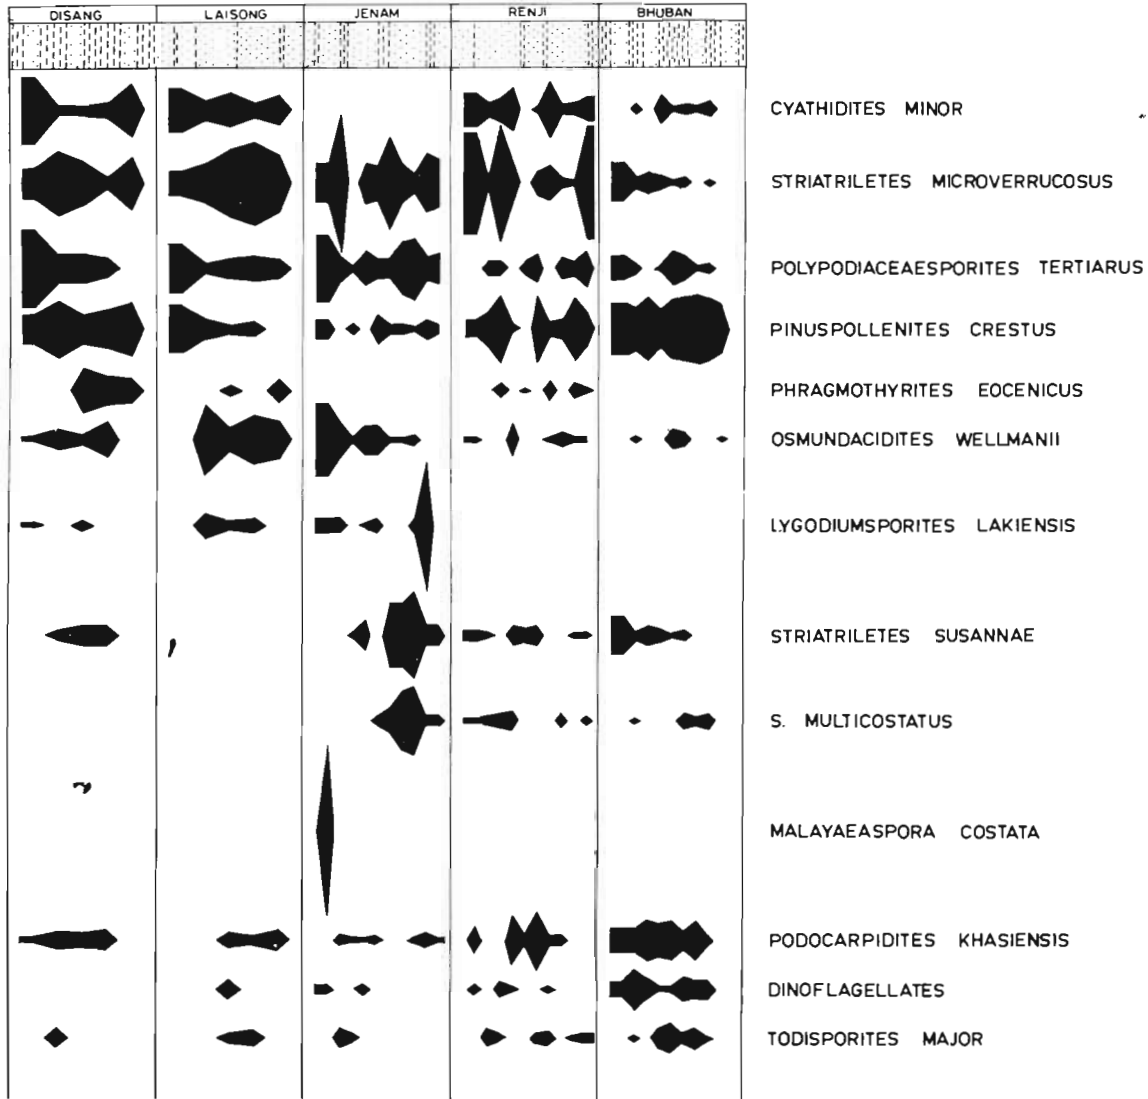 DISANG LAISONG JENAM RENJI BHUBAN
CYATHIDITES MINOR
STRIATRILETES MICROVERRUCOSUS
POLYPODIACEAESPORITES TERTIARUS
PINUSPOLLENITES CRESTUS
PHRAGMOTHYRITES EOCENICUS
OSMUNDACIDITES WELLMANII
LYGODIUMSPORITES LAKIENSIS
STRIATRILETES SUSANNAE
S. MULTICOSTATUS
MALAYAEASPORA COSTATA
PODOCARPIDITES KHASIENSIS
DINOFLAGELLATES
TODISPORITES MAJOR